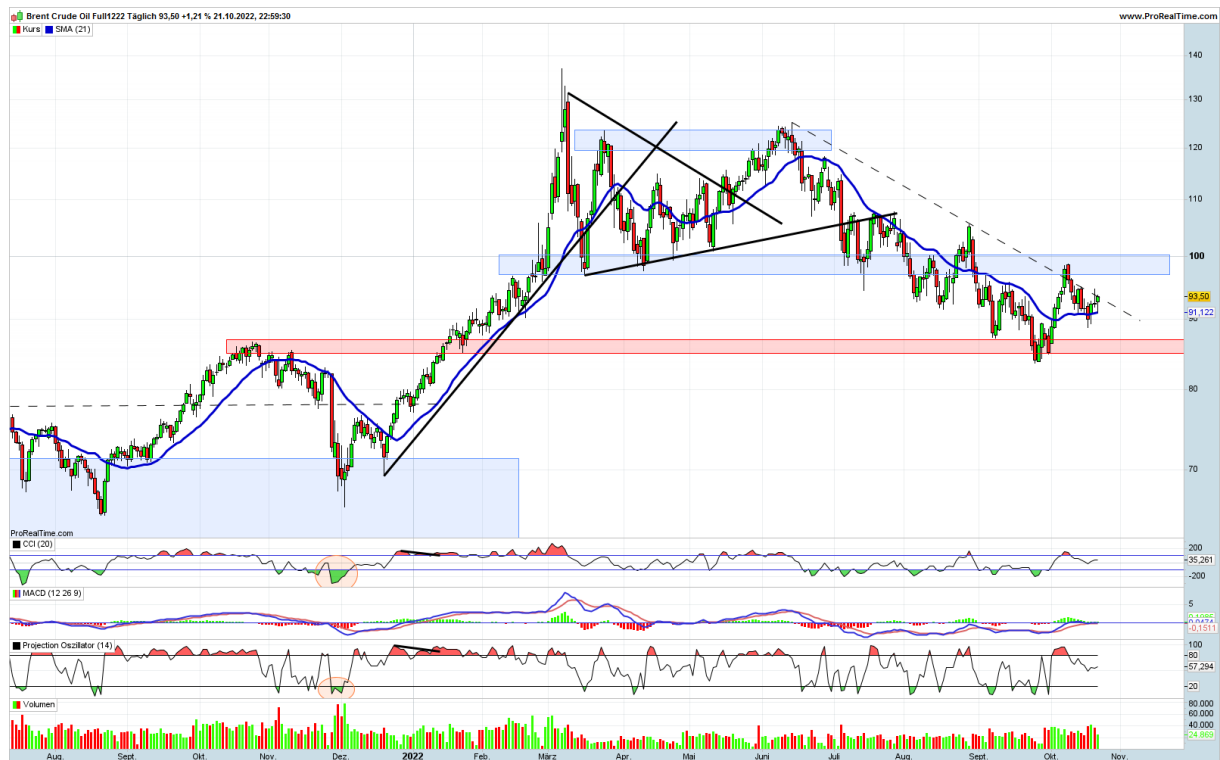 Brent Crude Oil Full1222 Täglich 93,50 +1,21 % 21.10.2022, 22:59:30
www.ProRealTime.com
Kurs SMA (21)
140
130
120
110
100
93,50
91,122
80
70
ProRealTime.com
CCI (20)
200
35,261
-200
MACD (12 26 9)
5
-0,1511
Projection Oszillator (14)
100
80
57,294
20
Volumen
80.000
60.000
40.000
24.869
Aug. Sept. Okt. Nov. Dez. 2022 Feb. März Apr. Mai Juni Juli Aug. Sept. Okt. Nov.